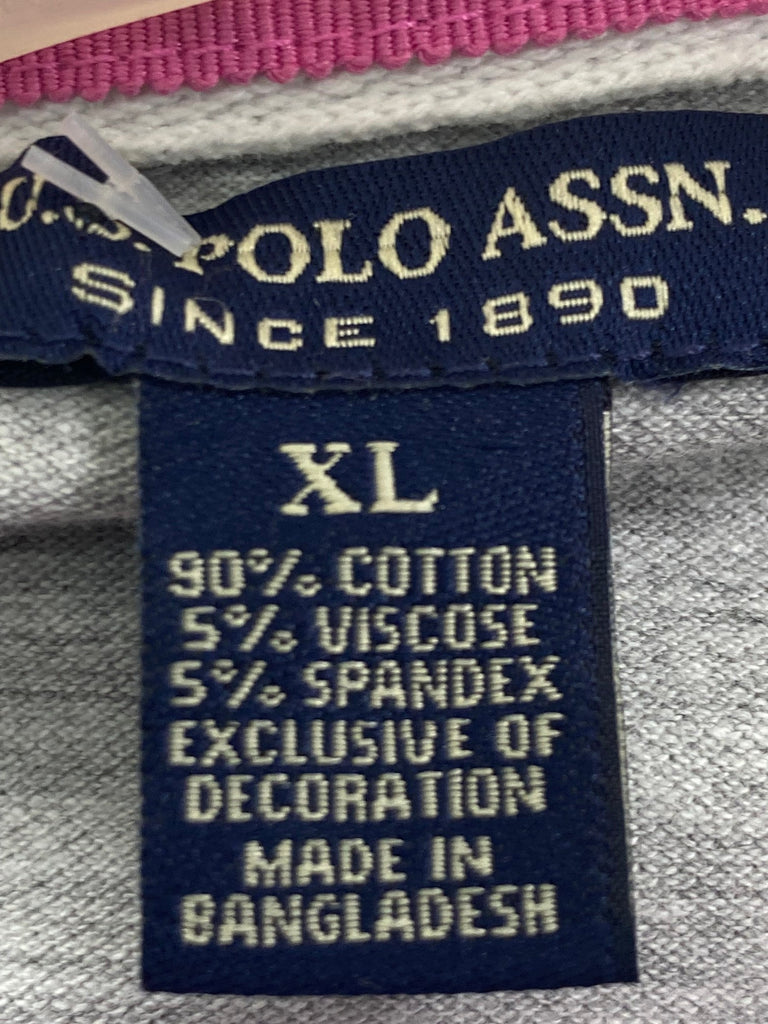 U.S. POLO ASSN.
SINCE 1890
XL
90% COTTON
5% VISCOSE
5% SPANDEX
EXCLUSIVE OF
DECORATION
MADE IN
BANGLADESH